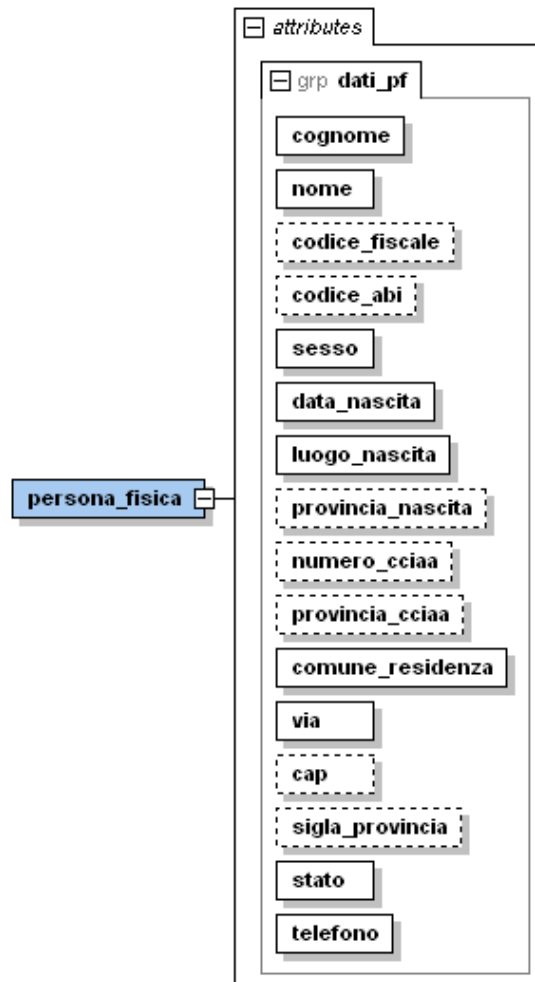 attributes
grp dati_pf
cognome
nome
codice_fiscale
codice_abi
sesso
data_nascita
luogo_nascita
persona_fisica
provincia_nascita
numero_cciaa
provincia_cciaa
comune_residenza
via
cap
sigla_provincia
stato
telefono